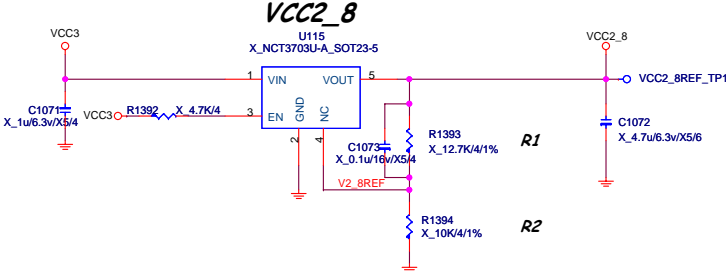 VCC2_8
VCC3
U115
X_NCT3703U-A_SOT23-5
VCC2_8
1
VIN
VOUT
5
VCC2_8REF_TP1
C1071
X_1u/6.3v/X5/4
VCC3
R1392
X_4.7K/4
3
EN
GND
NC
2
4
C1073
X_0.1u/16v/X5/4
R1393
X_12.7K/4/1%
R1
C1072
X_4.7u/6.3v/X5/6
V2_8REF
R1394
X_10K/4/1%
R2